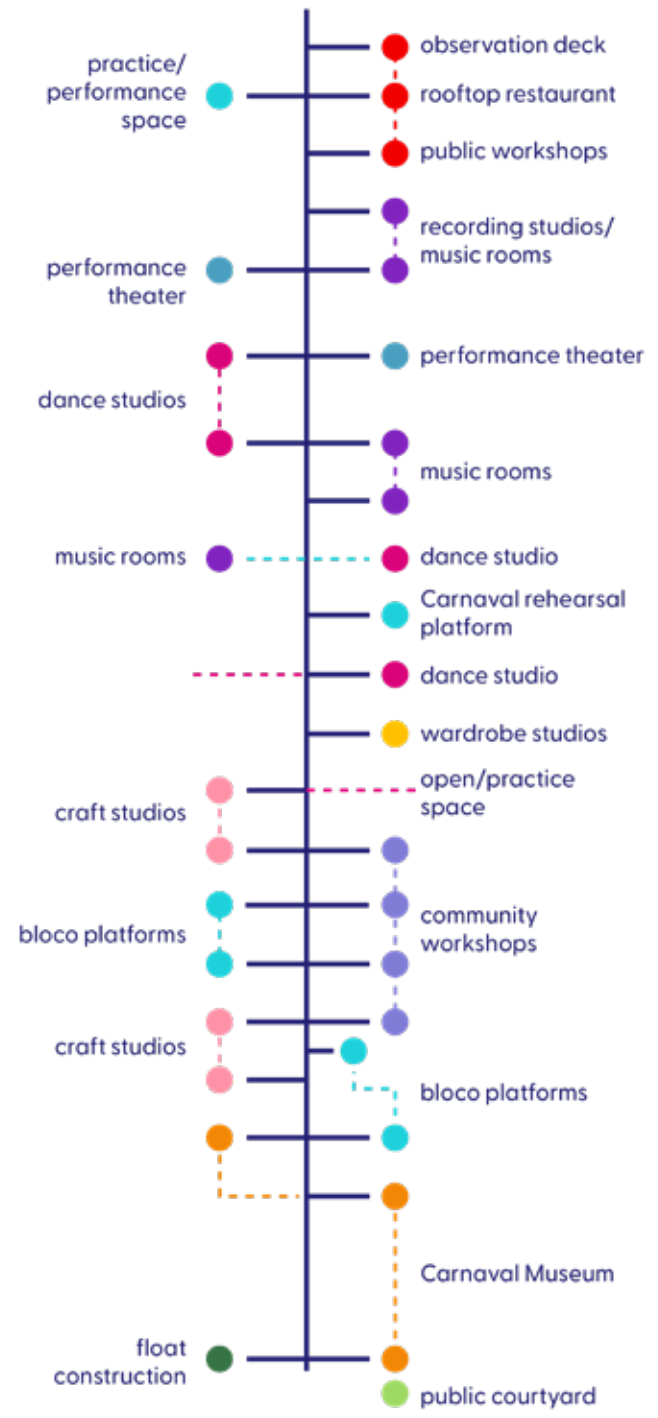 observation deck
practice/
performance
space
rooftop restaurant
public workshops
recording studios/
music rooms
performance
theater
performance theater
dance studios
music rooms
music rooms
dance studio
Carnaval rehearsal
platform
dance studio
wardrobe studios
open/practice
space
craft studios
community
workshops
bloco platforms
craft studios
bloco platforms
Carnaval Museum
float
construction
public courtyard